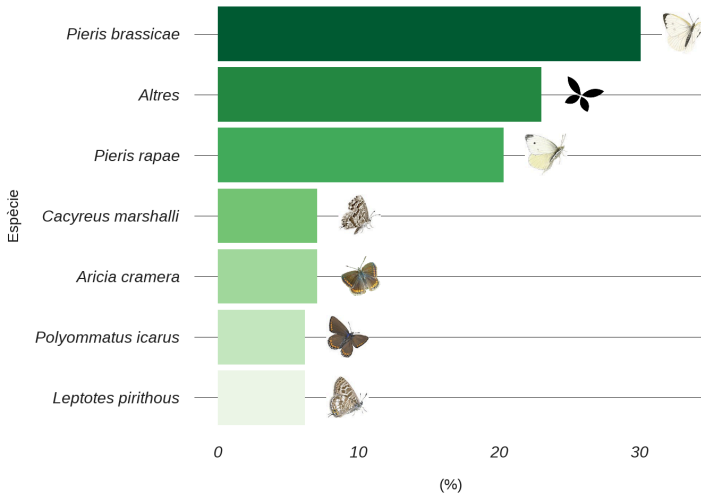 Pieris brassicae
Altres
Pieris rapae
Cacyreus marshalli
Aricia cramera
Polyommatus icarus
Leptotes pirithous
Espècie
0 10 20 30
(%)